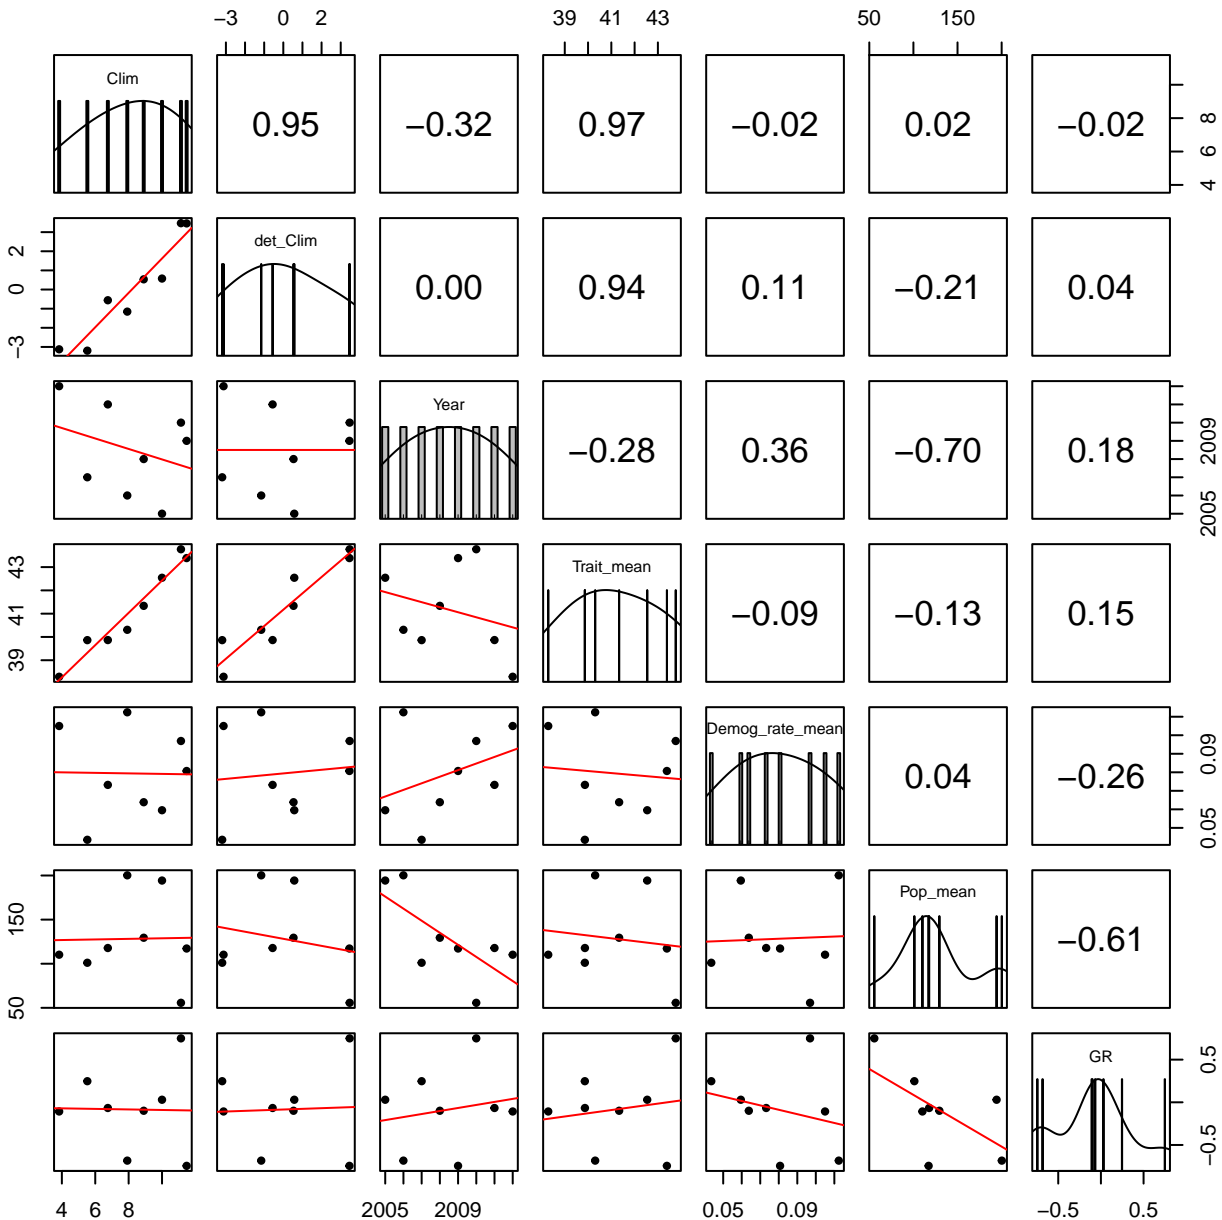 −3 0 2 39 41 43 50 150
Clim
0.95 −0.32 0.97 −0.02 0.02 −0.02
4 6 8
det_Clim
−3 0 2
0.00 0.94 0.11 −0.21 0.04
Year
−0.28 0.36 −0.70 0.18
2005 2009
Trait_mean
39 41 43
−0.09 −0.13 0.15
Demog_rate_mean
0.04 −0.26
0.05 0.09
Pop_mean
50 150
−0.61
GR
−0.5 0.5
4 6 8 2005 2009 0.05 0.09 −0.5 0.5